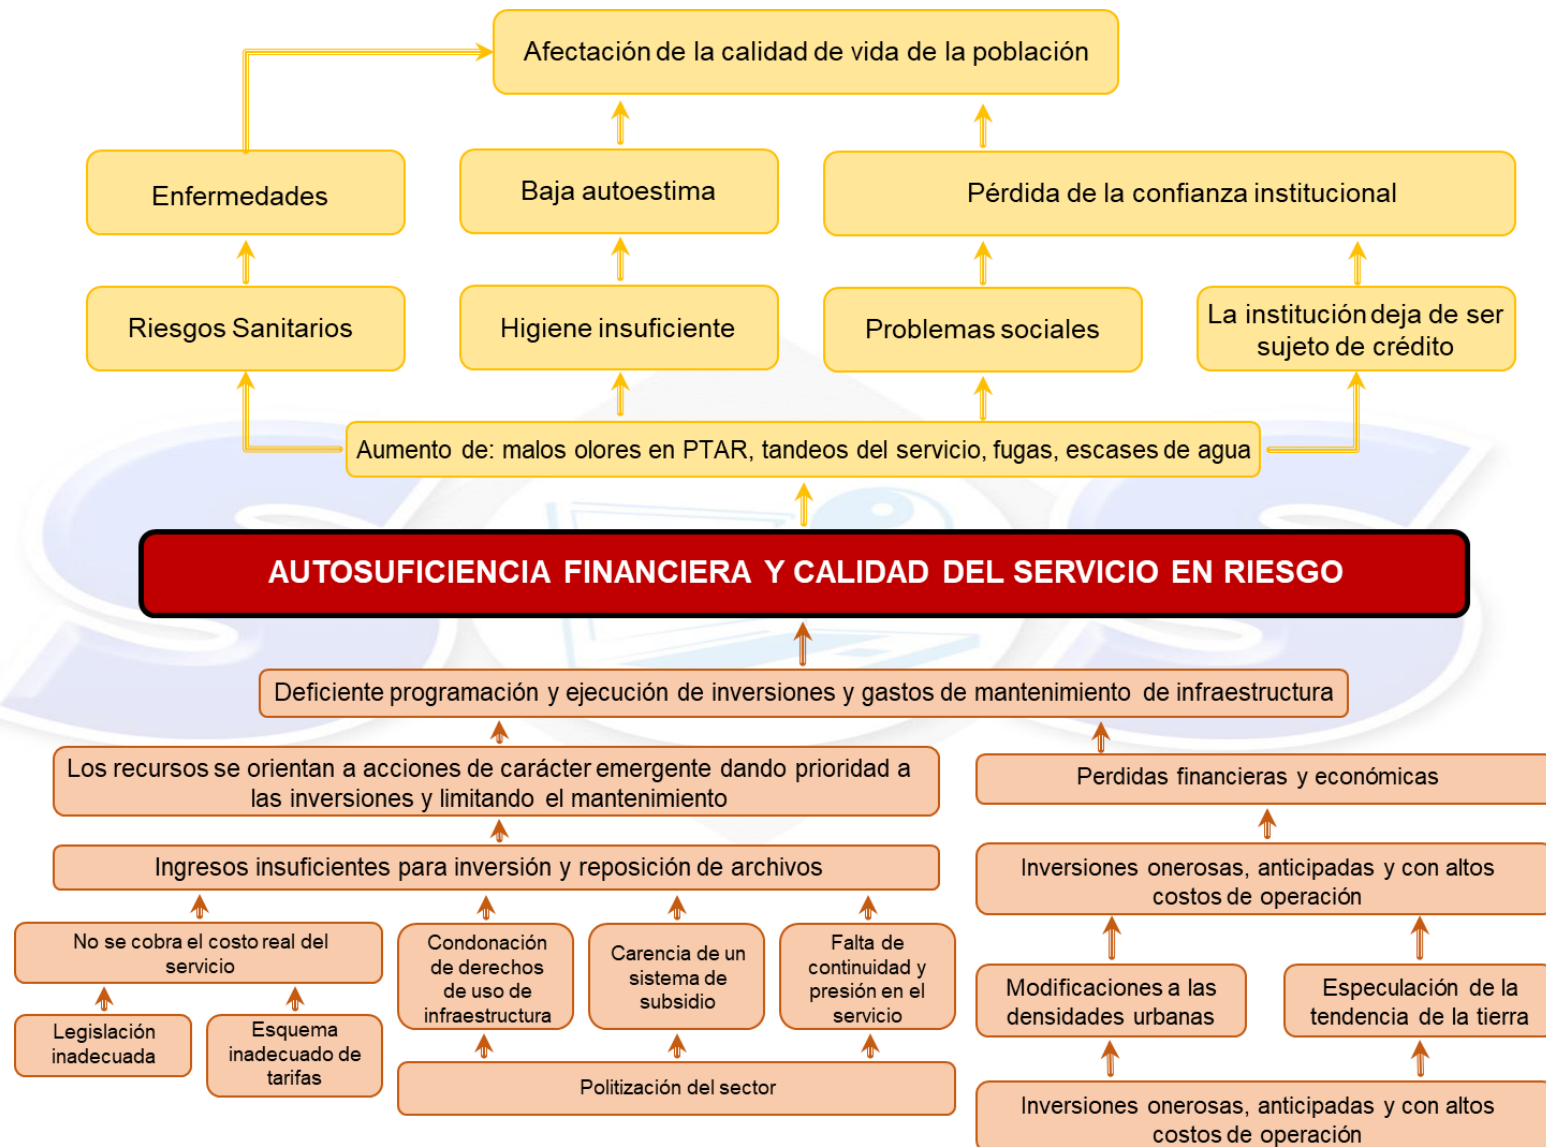 Afectación de la calidad de vida de la población
Enfermedades
Baja autoestima
Pérdida de la confianza institucional
Riesgos Sanitarios
Higiene insuficiente
Problemas sociales
La institución deja de ser
sujeto de crédito
Aumento de: malos olores en PTAR, tandeos del servicio, fugas, escases de agua
AUTOSUFICIENCIA FINANCIERA Y CALIDAD DEL SERVICIO EN RIESGO
Deficiente programación y ejecución de inversiones y gastos de mantenimiento de infraestructura
Los recursos se orientan a acciones de carácter emergente dando prioridad a
las inversiones y limitando el mantenimiento
Perdidas financieras y económicas
Ingresos insuficientes para inversión y reposición de archivos
Inversiones onerosas, anticipadas y con altos
costos de operación
No se cobra el costo real del
servicio
Condonación
de derechos
de uso de
infraestructura
Carencia de un
sistema de
subsidio
Falta de
continuidad y
presión en el
servicio
Modificaciones a las
densidades urbanas
Especulación de la
tendencia de la tierra
Legislación
inadecuada
Esquema
inadecuado de
tarifas
Politización del sector
Inversiones onerosas, anticipadas y con altos
costos de operación
S S